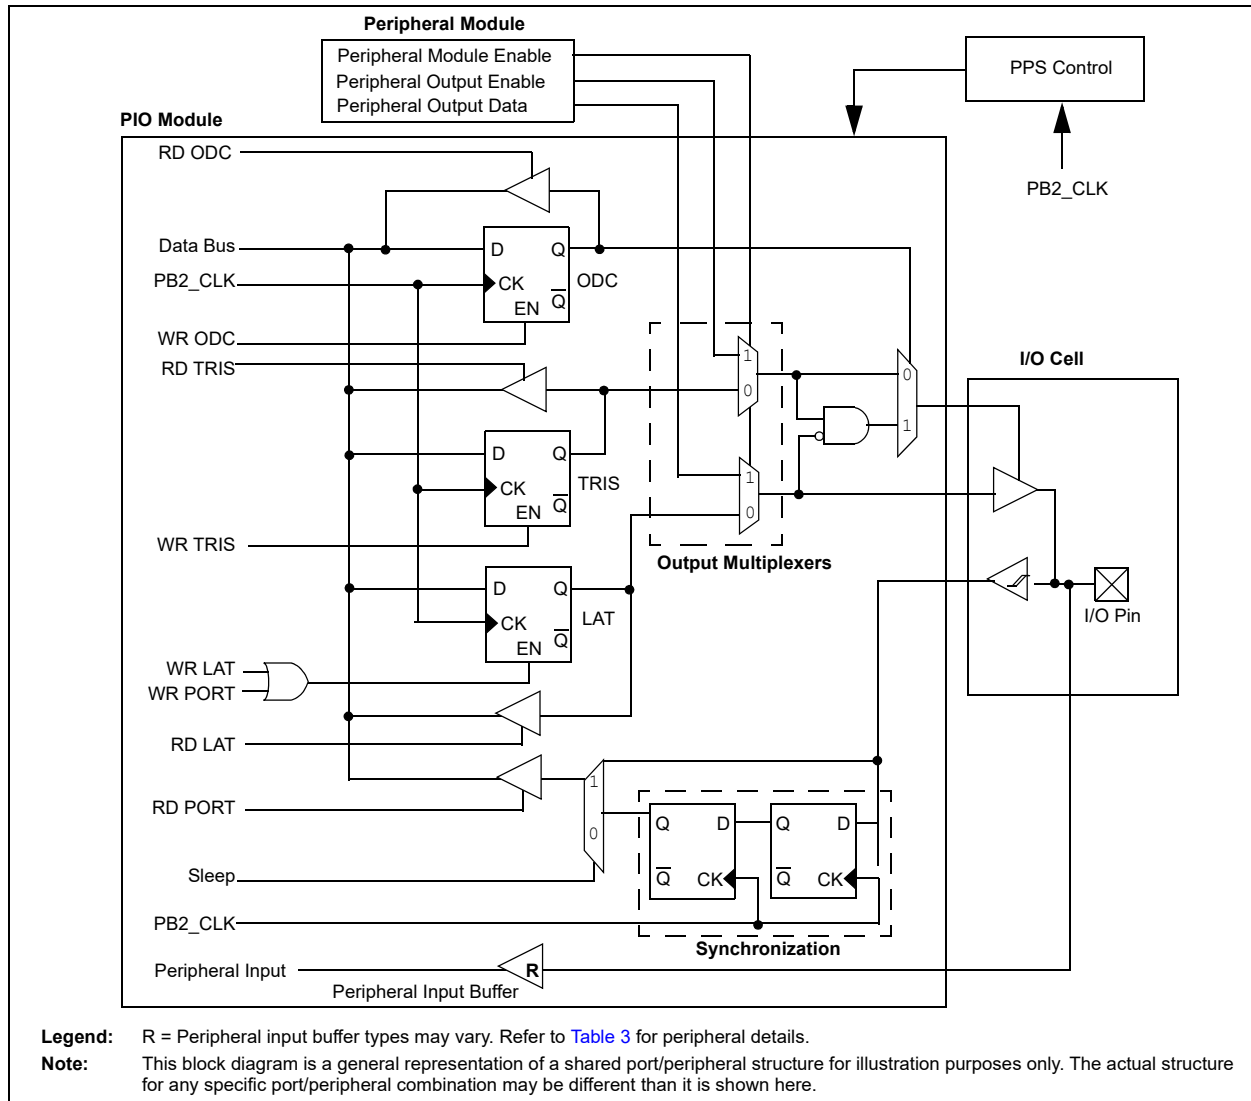 Peripheral Module
Peripheral Module Enable
Peripheral Output Enable
Peripheral Output Data
PPS Control
PB2_CLK
PIO Module
RD ODC
Data Bus
D Q
PB2_CLK
CK
ODC
EN Q
WR ODC
RD TRIS
1
0
I/O Cell
0
1
D Q
CK
TRIS
EN Q
WR TRIS
1
0
Output Multiplexers
D Q
CK
LAT
EN Q
I/O Pin
WR LAT
WR PORT
RD LAT
RD PORT
1
0
Q D Q D
Q CK Q CK
Sleep
PB2_CLK
Synchronization
Peripheral Input
R
Peripheral Input Buffer
Legend: R = Peripheral input buffer types may vary. Refer to Table 3 for peripheral details.
Note: This block diagram is a general representation of a shared port/peripheral structure for illustration purposes only. The actual structure
for any specific port/peripheral combination may be different than it is shown here.